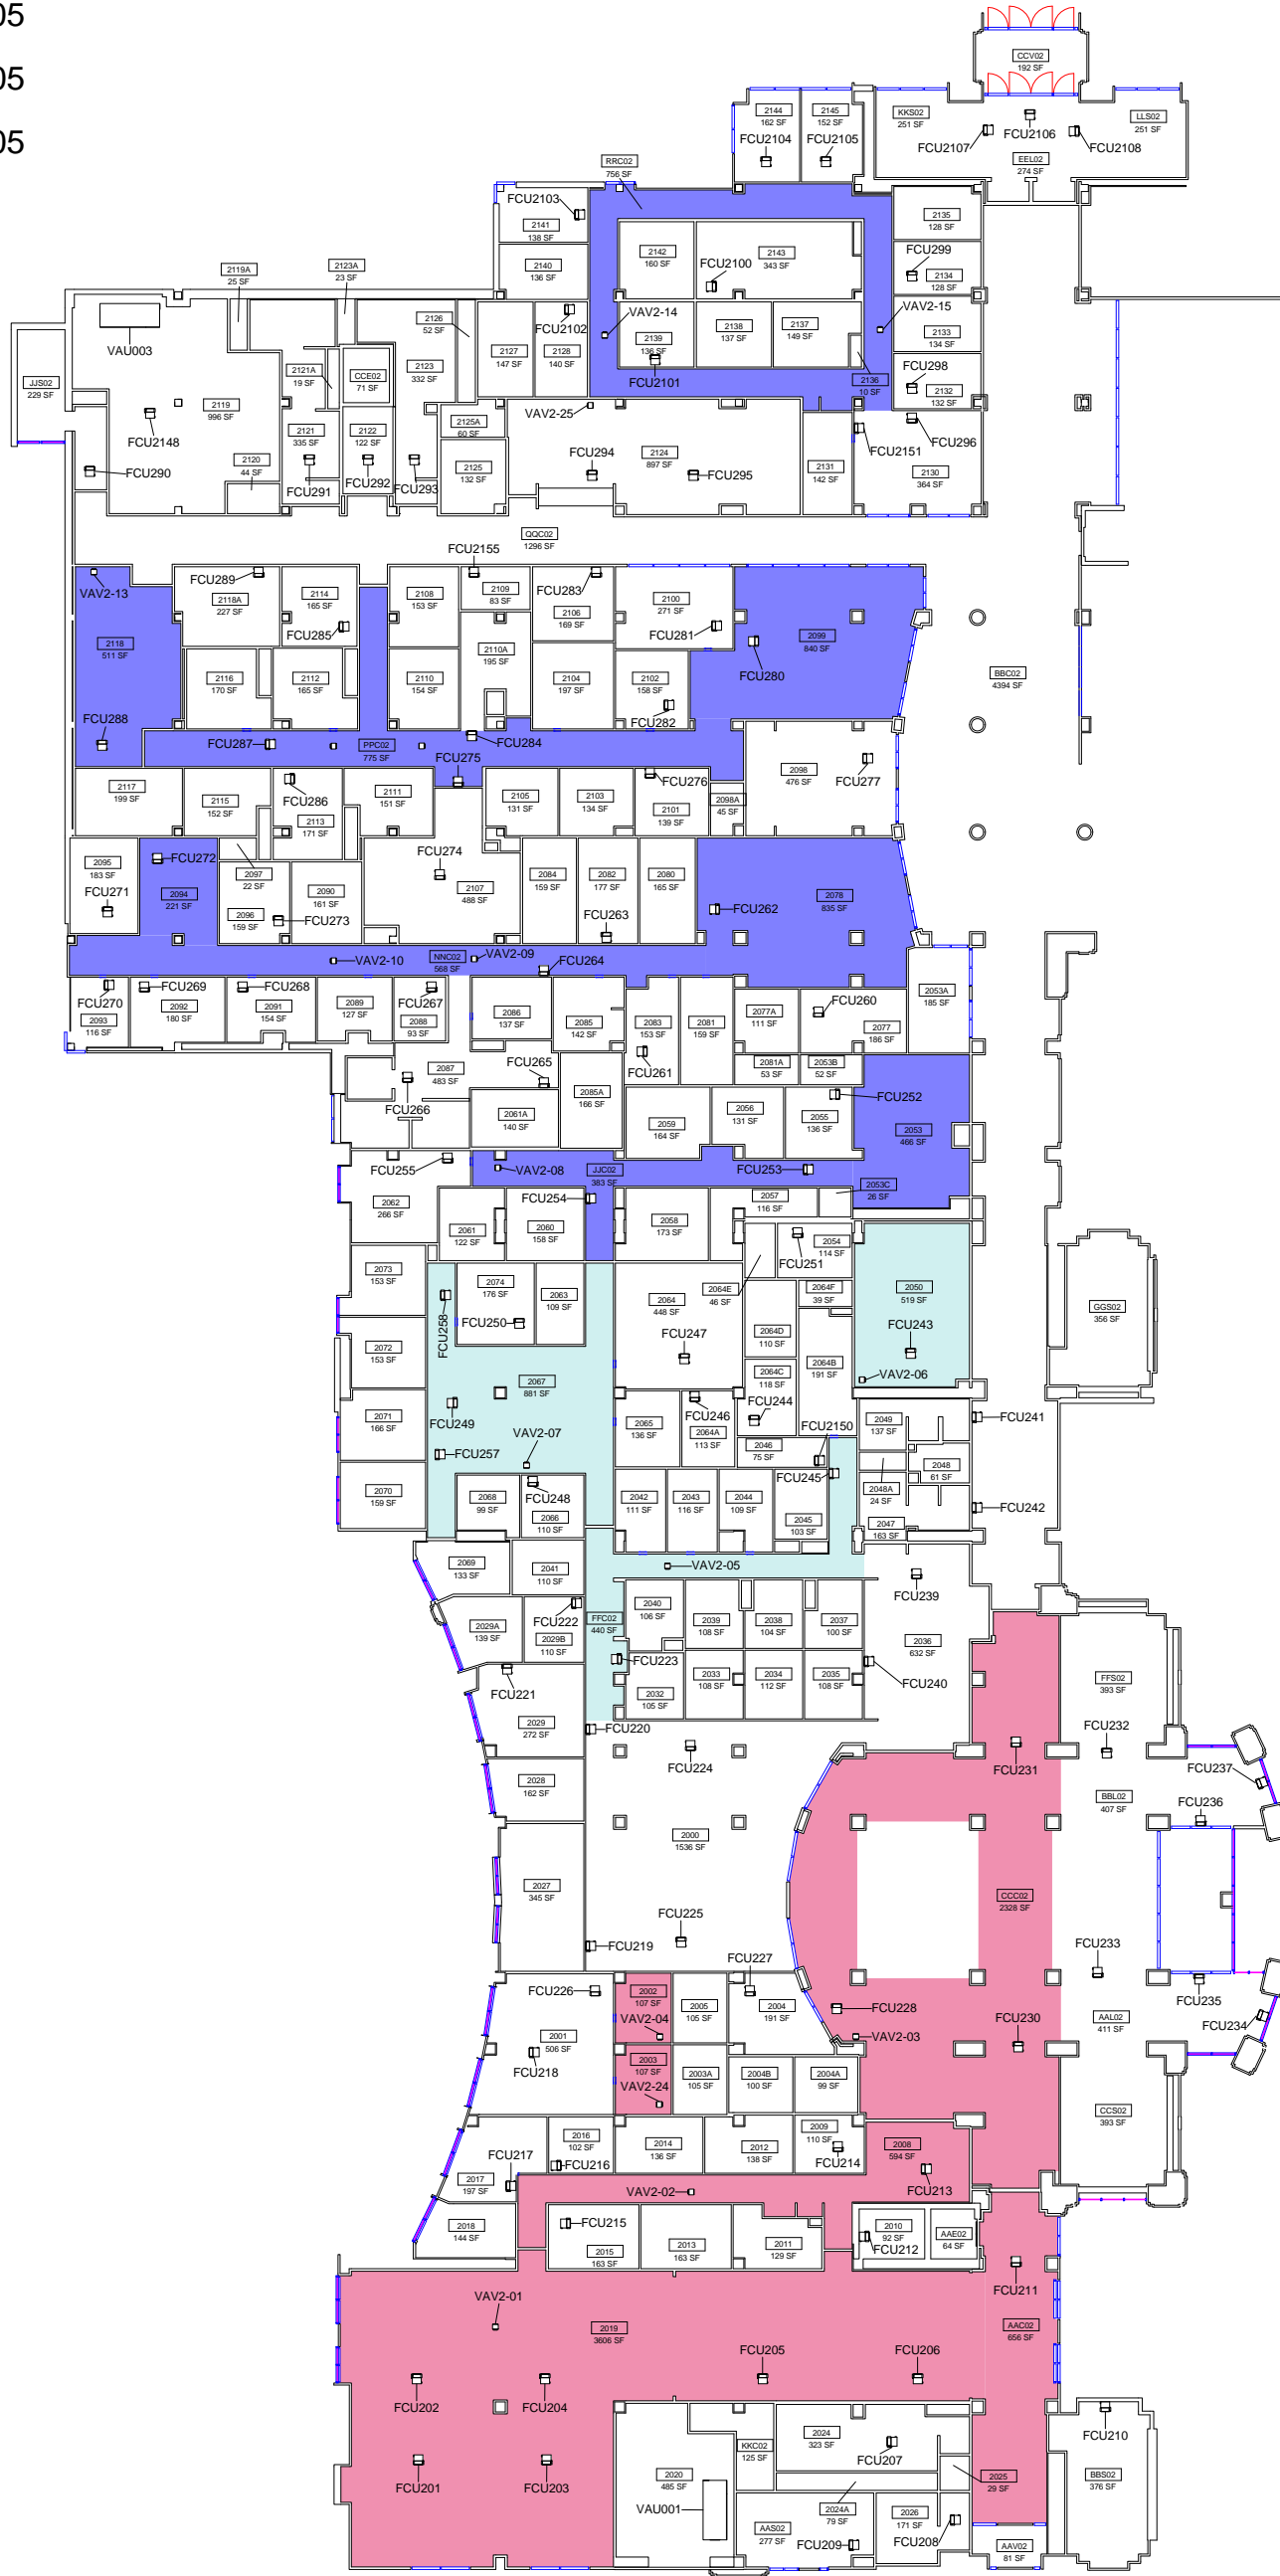 05
05
05
CCV02
192 SF
KKS02
251 SF
LLS02
251 SF
FCU2107
FCU2106
FCU2108
EEL02
274 SF
2144
162 SF
FCU2104
2145
152 SF
FCU2105
RRC02
756 SF
FCU2103
2141
138 SF
2140
136 SF
2142
160 SF
2143
343 SF
FCU2100
2135
128 SF
FCU299
2134
128 SF
2119A
25 SF
2123A
23 SF
VAU003
2126
52 SF
2127
147 SF
2128
140 SF
FCU2102
VAV2-14
2139
136 SF
FCU2101
2138
137 SF
2137
149 SF
VAV2-15
2133
134 SF
2136
10 SF
FCU298
2132
132 SF
JJS02
229 SF
2119
996 SF
FCU2148
FCU290
2120
44 SF
2121A
19 SF
2121
335 SF
FCU291
CCE02
71 SF
2122
122 SF
FCU292
2123
332 SF
FCU293
2125A
60 SF
2125
132 SF
VAV2-25
FCU294
2124
897 SF
FCU295
2131
142 SF
FCU2151
FCU296
2130
364 SF
QQC02
1296 SF
FCU2155
VAV2-13
2118
511 SF
FCU289
2118A
227 SF
2114
165 SF
FCU285
2108
153 SF
2109
83 SF
FCU283
2106
169 SF
2100
271 SF
FCU281
2099
840 SF
FCU280
BBC02
4394 SF
2116
170 SF
2112
165 SF
2110
154 SF
2110A
195 SF
2104
197 SF
2102
158 SF
FCU282
FCU288
FCU287
PPC02
775 SF
FCU284
FCU275
FCU276
2098
476 SF
FCU277
2117
199 SF
2115
152 SF
FCU286
2113
171 SF
2111
151 SF
2105
131 SF
2103
134 SF
2101
139 SF
2098A
45 SF
2095
183 SF
FCU271
FCU272
2094
221 SF
2097
22 SF
2096
159 SF
FCU273
2090
161 SF
FCU274
2107
488 SF
2084
159 SF
2082
177 SF
FCU263
2080
165 SF
2078
835 SF
FCU262
VAV2-10
NNC02
568 SF
VAV2-09
FCU264
FCU270
2093
116 SF
FCU269
2092
180 SF
FCU268
2091
154 SF
2089
127 SF
FCU267
2088
93 SF
2086
137 SF
2085
142 SF
2083
153 SF
FCU261
2081
159 SF
2077A
111 SF
FCU260
2077
186 SF
2053A
185 SF
2087
483 SF
FCU265
FCU266
2061A
140 SF
2085A
166 SF
2081A
53 SF
2053B
52 SF
FCU252
2059
164 SF
2056
131 SF
2055
136 SF
2053
466 SF
FCU255
2062
266 SF
VAV2-08
JJC02
383 SF
FCU254
FCU253
2053C
26 SF
2061
122 SF
2060
158 SF
2058
173 SF
2057
116 SF
2054
114 SF
FCU251
2073
153 SF
FCU258
2074
176 SF
FCU250
2063
109 SF
2064
448 SF
FCU247
2064E
46 SF
2064F
39 SF
2064D
110 SF
2064B
191 SF
2050
519 SF
FCU243
VAV2-06
GGS02
356 SF
2072
153 SF
2067
881 SF
FCU249
2064C
118 SF
FCU244
2071
166 SF
FCU257
VAV2-07
2065
136 SF
FCU246
2064A
113 SF
2046
75 SF
FCU2150
2049
137 SF
FCU241
2070
159 SF
2068
99 SF
FCU248
2066
110 SF
2042
111 SF
2043
116 SF
2044
109 SF
FCU245
2045
103 SF
2048
61 SF
2048A
24 SF
2047
163 SF
FCU242
VAV2-05
2069
133 SF
2041
110 SF
FCU239
FCU222
2029A
139 SF
2029B
110 SF
FFC02
440 SF
2040
106 SF
2039
108 SF
2038
104 SF
2037
100 SF
2036
632 SF
FCU240
FCU223
2032
105 SF
2033
108 SF
2034
112 SF
2035
108 SF
FFS02
393 SF
FCU221
2029
272 SF
FCU220
FCU224
FCU231
FCU232
FCU237
2028
162 SF
BBL02
407 SF
FCU236
2000
1536 SF
2027
345 SF
CCC02
2328 SF
FCU219
FCU225
FCU233
FCU226
2001
506 SF
FCU218
2002
107 SF
VAV2-04
2005
105 SF
FCU227
2004
191 SF
FCU228
VAV2-03
FCU230
AAL02
411 SF
FCU235
FCU234
2003
107 SF
VAV2-24
2003A
105 SF
2004B
100 SF
2004A
99 SF
CCS02
393 SF
FCU217
2017
197 SF
2016
102 SF
FCU216
2014
136 SF
2012
138 SF
2009
110 SF
FCU214
2008
594 SF
FCU213
VAV2-02
2018
144 SF
FCU215
2015
163 SF
2013
163 SF
2011
129 SF
2010
92 SF
FCU212
AAE02
64 SF
FCU211
VAV2-01
2019
3606 SF
AAC02
656 SF
FCU205
FCU206
FCU202
FCU204
FCU210
FCU201
FCU203
2020
485 SF
VAU001
KKC02
125 SF
2024
323 SF
FCU207
2025
29 SF
BBS02
376 SF
2024A
79 SF
AAS02
277 SF
FCU209
2026
171 SF
FCU208
AAV02
81 SF